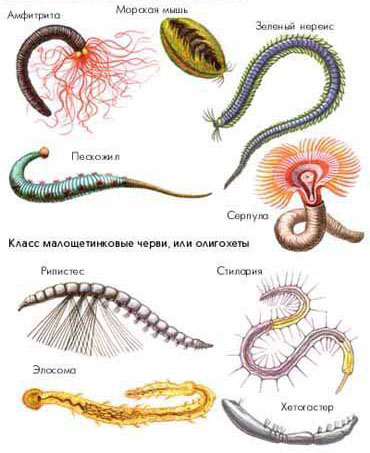 Амфитрита
Морская мышь
Зеленый нереис
Пескожил
Серпула
Класс малощетинковые черви, или олигохеты
Рипистес
Стилария
Элосома
Хетогастер